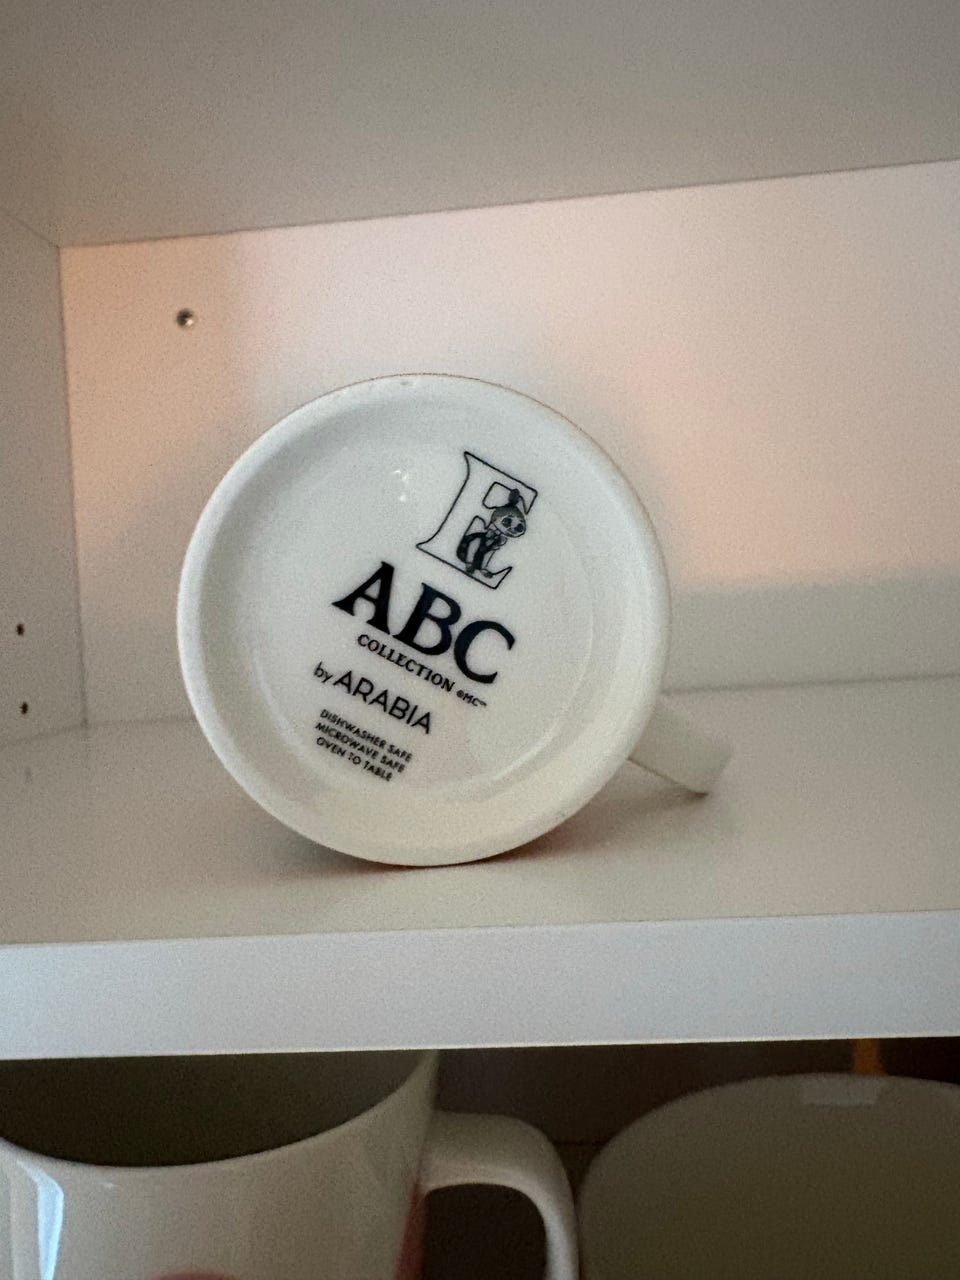 E
ABC
COLLECTION ©MC™
by ARABIA
DISHWASHER SAFE
MICROWAVE SAFE
OVEN TO TABLE